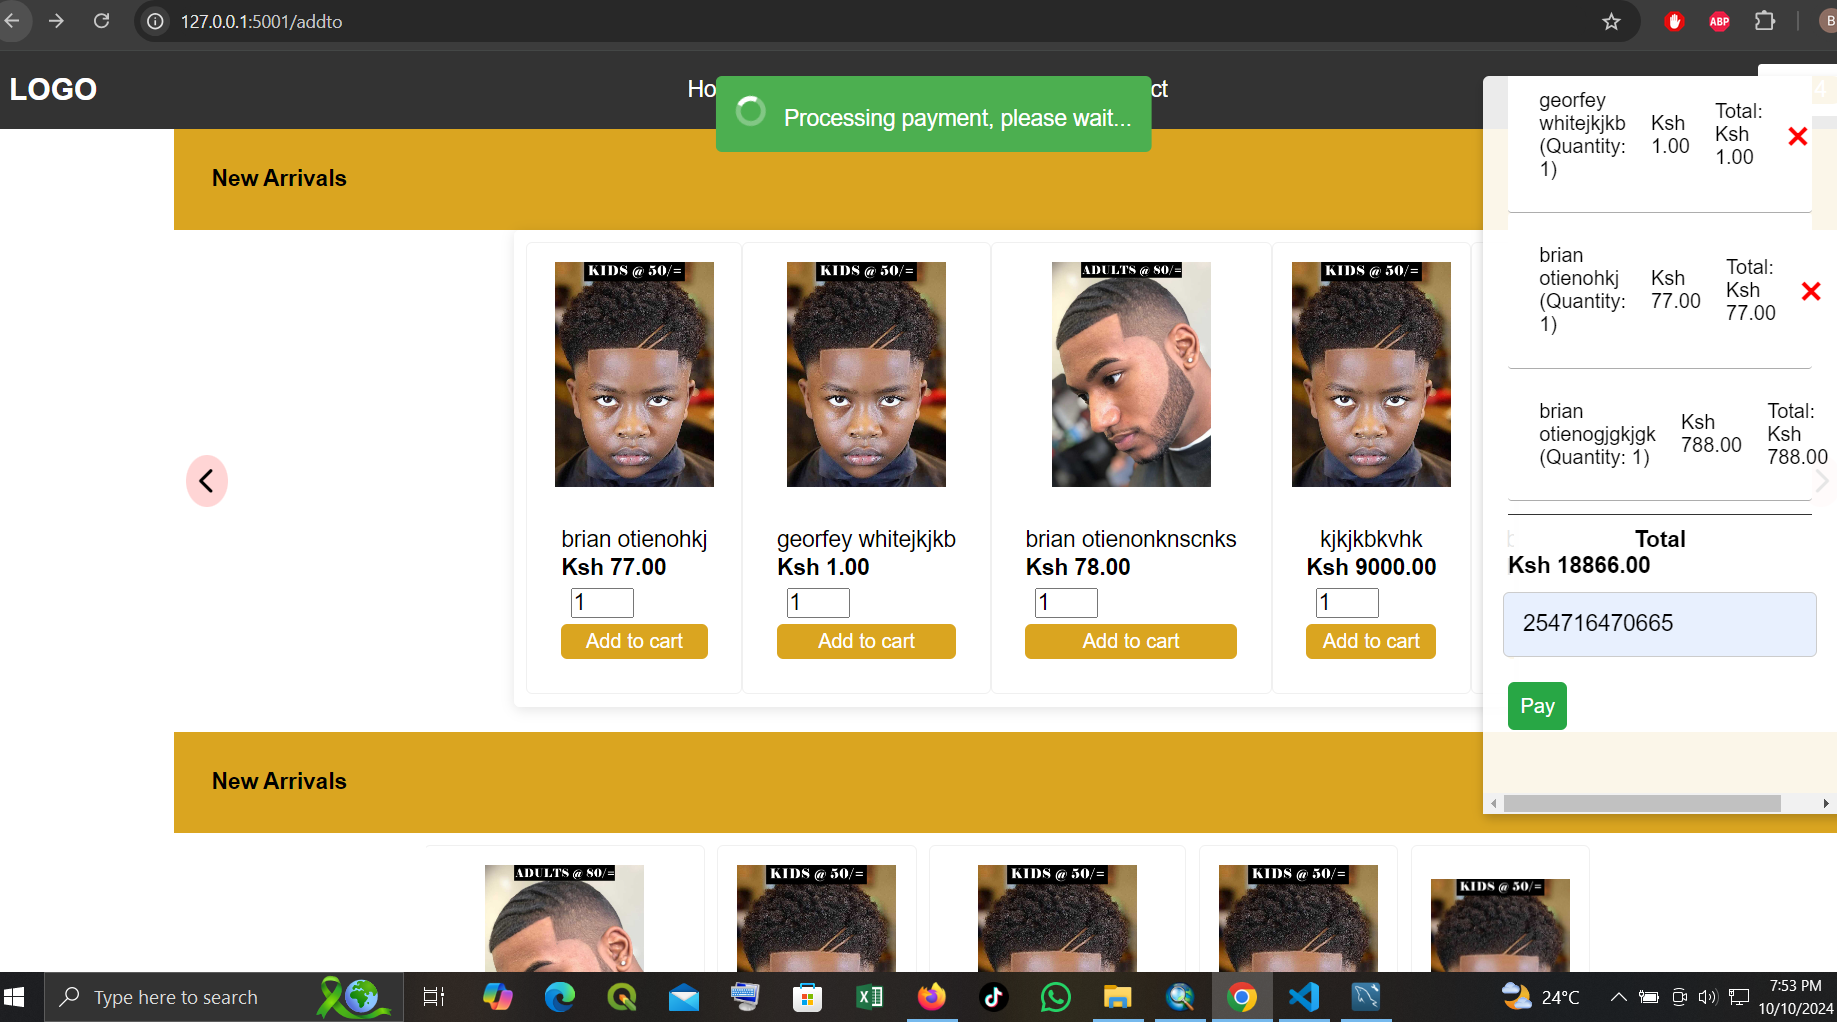 127.0.0.1:5001/addto
ABP
B
LOGO
Ho
ct
4
Processing payment, please wait...
New Arrivals
georfey
whitejkjkb
(Quantity:
1)
Ksh
1.00
Total:
Ksh
1.00
brian
otienohkj
(Quantity:
1)
Ksh
77.00
Total:
Ksh
77.00
brian
otienogjgkjgk
(Quantity: 1)
Ksh
788.00
Total:
Ksh
788.00
Total
Ksh 18866.00
254716470665
Pay
KIDS @ 50/=
KIDS @ 50/=
ADULTS @ 80/=
KIDS @ 50/=
brian otienohkj
Ksh 77.00
1
Add to cart
georfey whitejkjkb
Ksh 1.00
1
Add to cart
brian otienonknscnks
Ksh 78.00
1
Add to cart
kjkjkbkvhk
Ksh 9000.00
1
Add to cart
New Arrivals
ADULTS @ 80/=
KIDS @ 50/=
KIDS @ 50/=
KIDS @ 50/=
KIDS @ 50/=
Type here to search
24°C
7:53 PM
10/10/2024